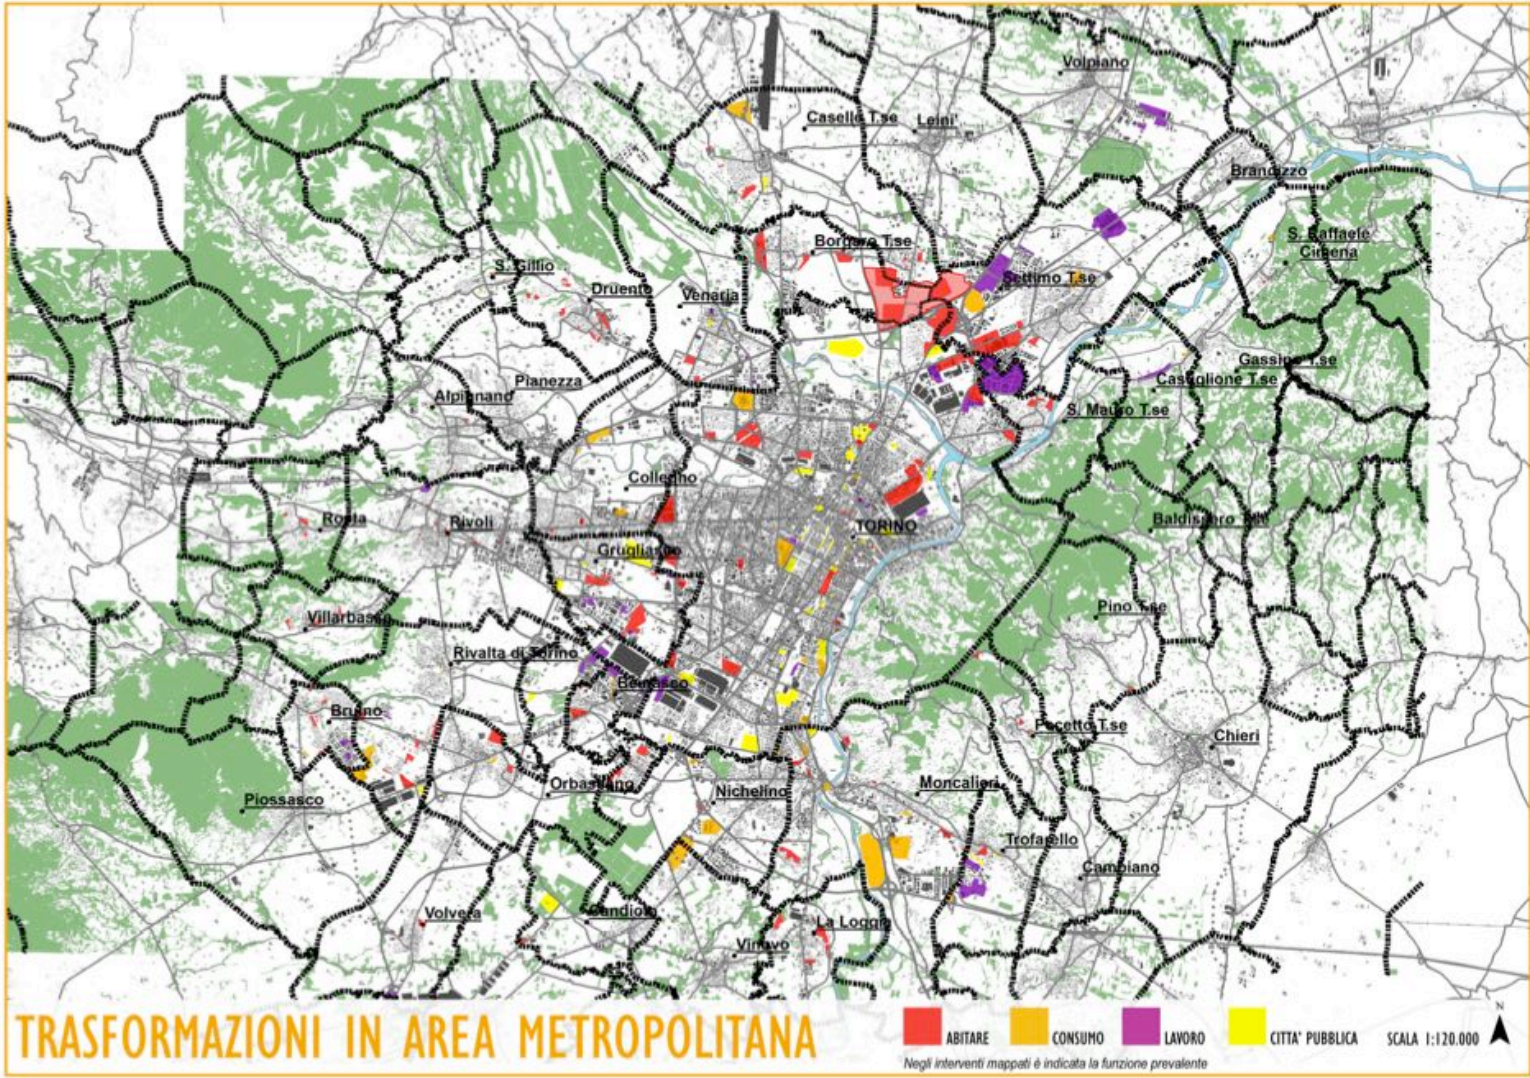 Volpiano
Caselle T.se
Leini'
Brandizzo
S. Raffaele
Cimena
Borgaro T.se
S. Gillio
Settimo T.se
Druento
Venaria
Gassino T.se
Pianezza
Castiglione T.se
Alpignano
S. Mauro T.se
Collegno
Rosta
Rivoli
TORINO
Baldissero T.se
Grugliasco
Pino T.se
Villarbasse
Rivalta di Torino
Beinasco
Bruino
Pecetto T.se
Chieri
Orbassano
Nichelino
Moncalieri
Piossasco
Trofarello
Cambiano
Volvera
Candiolo
La Loggia
Vinovo
TRASFORMAZIONI IN AREA METROPOLITANA
ABITARE CONSUMO LAVORO CITTA' PUBBLICA SCALA 1:120.000 N
Negli interventi mappati è indicata la funzione prevalente